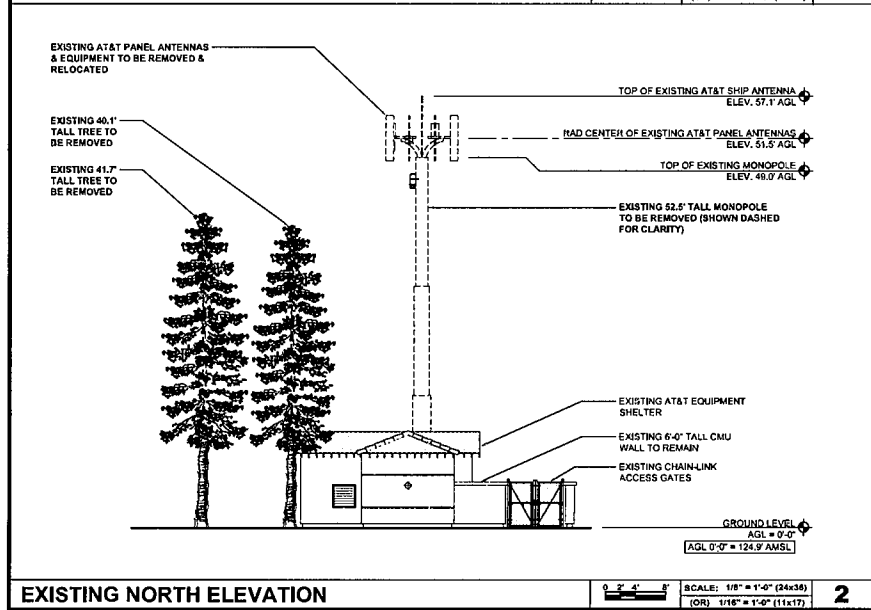 EXISTING AT&T PANEL ANTENNAS
& EQUIPMENT TO BE REMOVED &
RELOCATED
EXISTING 40.1'
TALL TREE TO
BE REMOVED
EXISTING 41.7'
TALL TREE TO
BE REMOVED
TOP OF EXISTING AT&T SHIP ANTENNA
ELEV. 57.1' AGL
RAD CENTER OF EXISTING AT&T PANEL ANTENNAS
ELEV. 51.5' AGL
TOP OF EXISTING MONOPOLE
ELEV. 49.0' AGL
EXISTING 52.5' TALL MONOPOLE
TO BE REMOVED (SHOWN DASHED
FOR CLARITY)
EXISTING AT&T EQUIPMENT
SHELTER
EXISTING 6'-0" TALL CMU
WALL TO REMAIN
EXISTING CHAIN-LINK
ACCESS GATES
GROUND LEVEL
AGL = 0'-0"
AGL 0'-0" = 124.9' AMSL
EXISTING NORTH ELEVATION
0 2' 4' 8'
SCALE: 1/8" = 1'-0" (24x36)
(OR) 1/16" = 1'-0" (11x17)
2